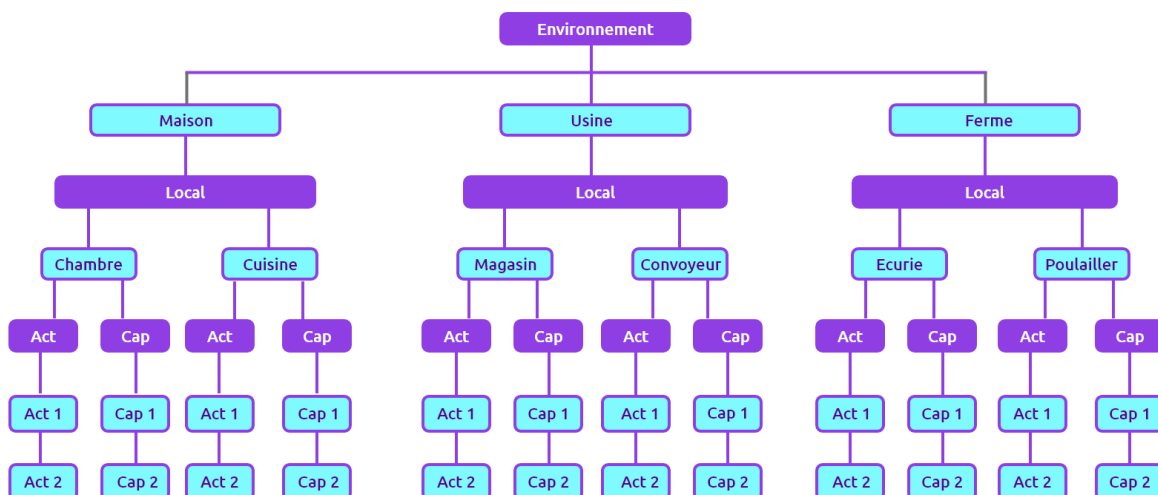 Environnement
Maison Usine Ferme
Local Local Local
Chambre Cuisine Magasin Convoyeur Ecurie Poulailler
Act Cap Act Cap Act Cap Act Cap Act Cap Act Cap
Act 1 Cap 1 Act 1 Cap 1 Act 1 Cap 1 Act 1 Cap 1 Act 1 Cap 1 Act 1 Cap 1
Act 2 Cap 2 Act 2 Cap 2 Act 2 Cap 2 Act 2 Cap 2 Act 2 Cap 2 Act 2 Cap 2